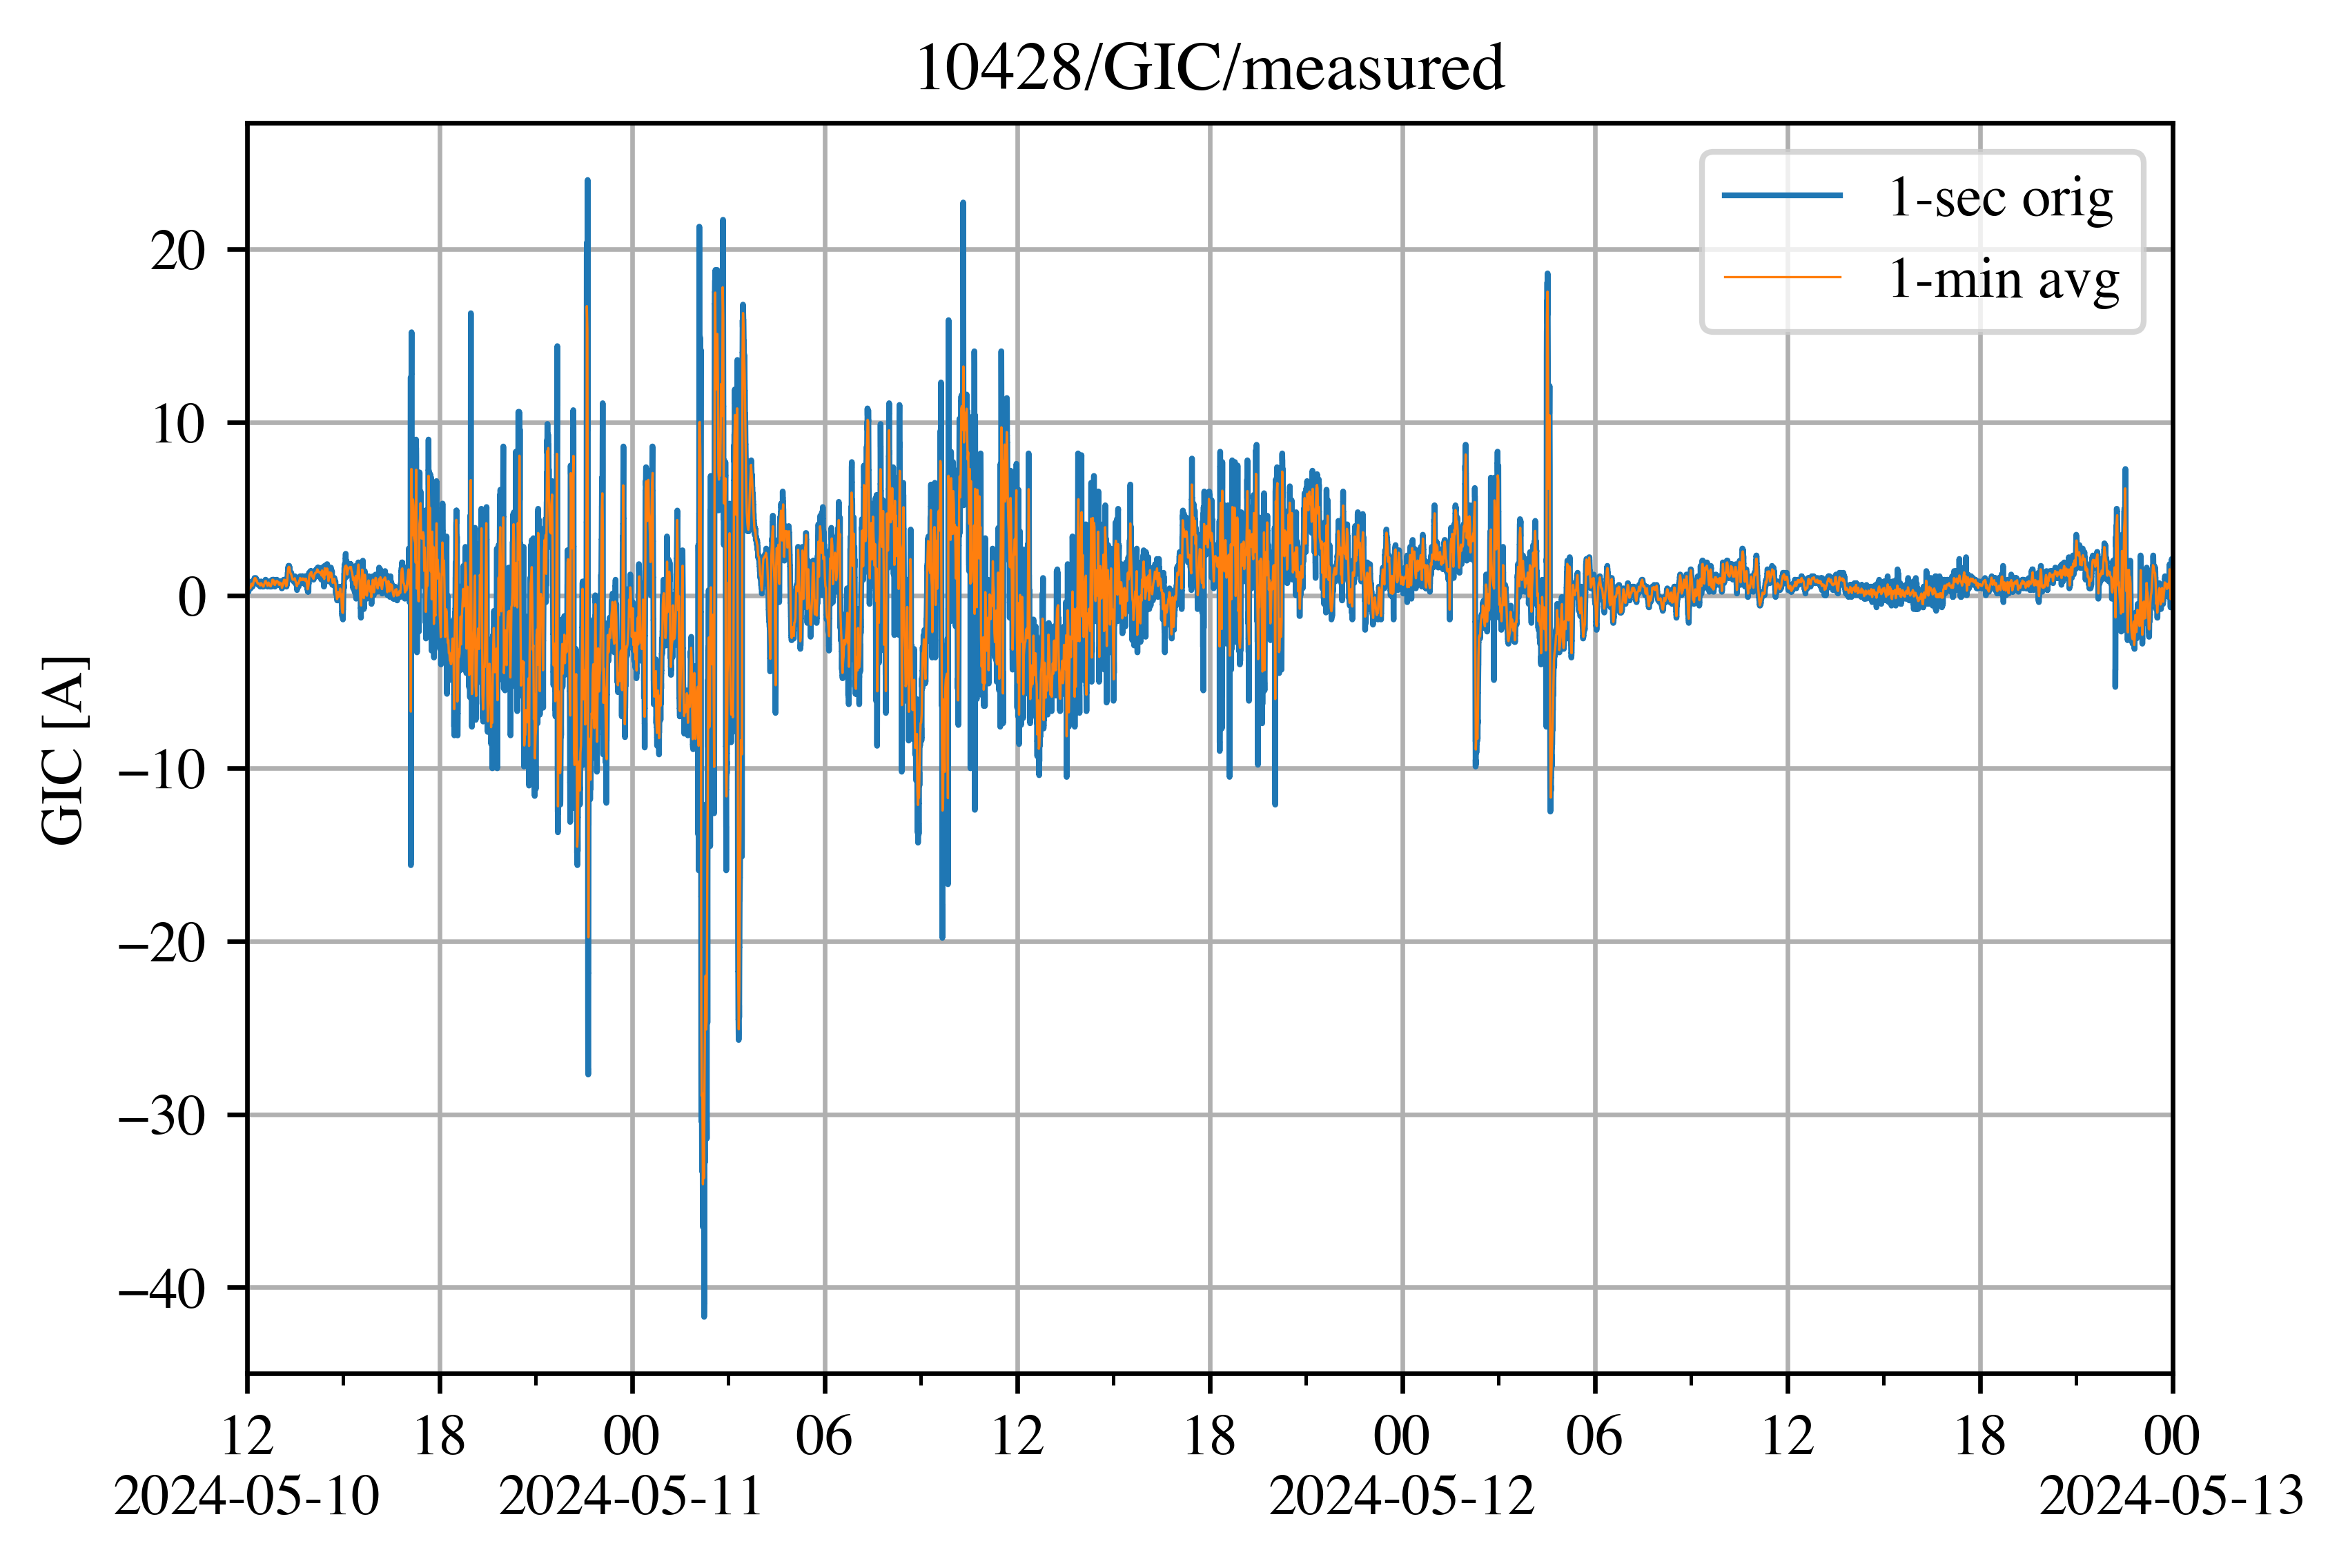 10428/GIC/measured
1-sec orig
1-min avg
GIC [A]
20
10
0
−10
−20
−30
−40
12 18 00 06 12 18 00 06 12 18 00
2024-05-10 2024-05-11 2024-05-12 2024-05-13